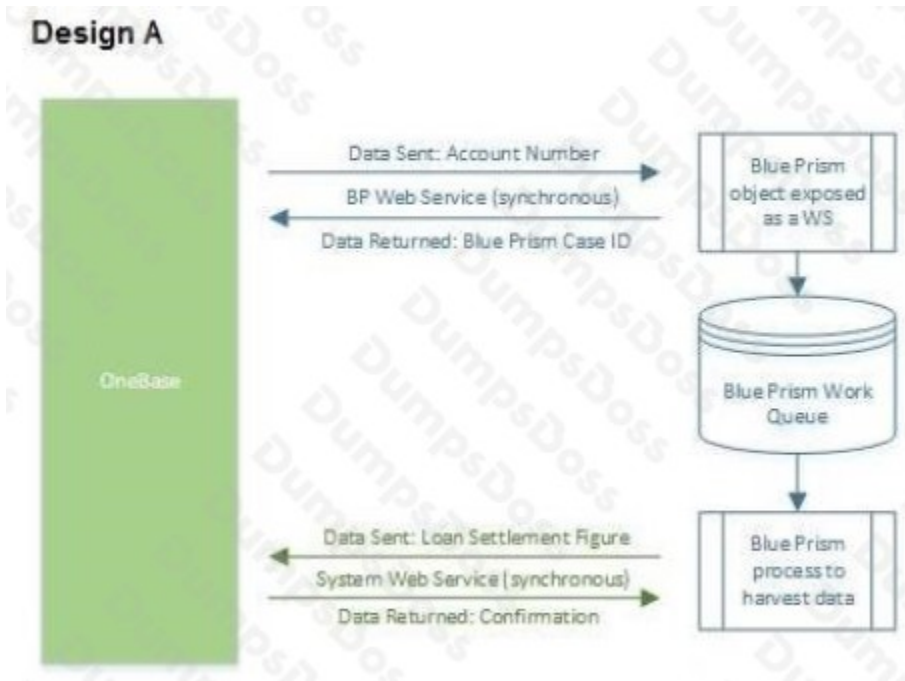 Design A
Data Sent: Account Number
BP Web Service (synchronous)
Data Returned: Blue Prism Case ID
Blue Prism
object exposed
as a WS
OneBase
Blue Prism Work
Queue
Data Sent: Loan Settlement Figure
System Web Service (synchronous)
Data Returned: Confirmation
Blue Prism
process to
harvest data
DumpsDoss